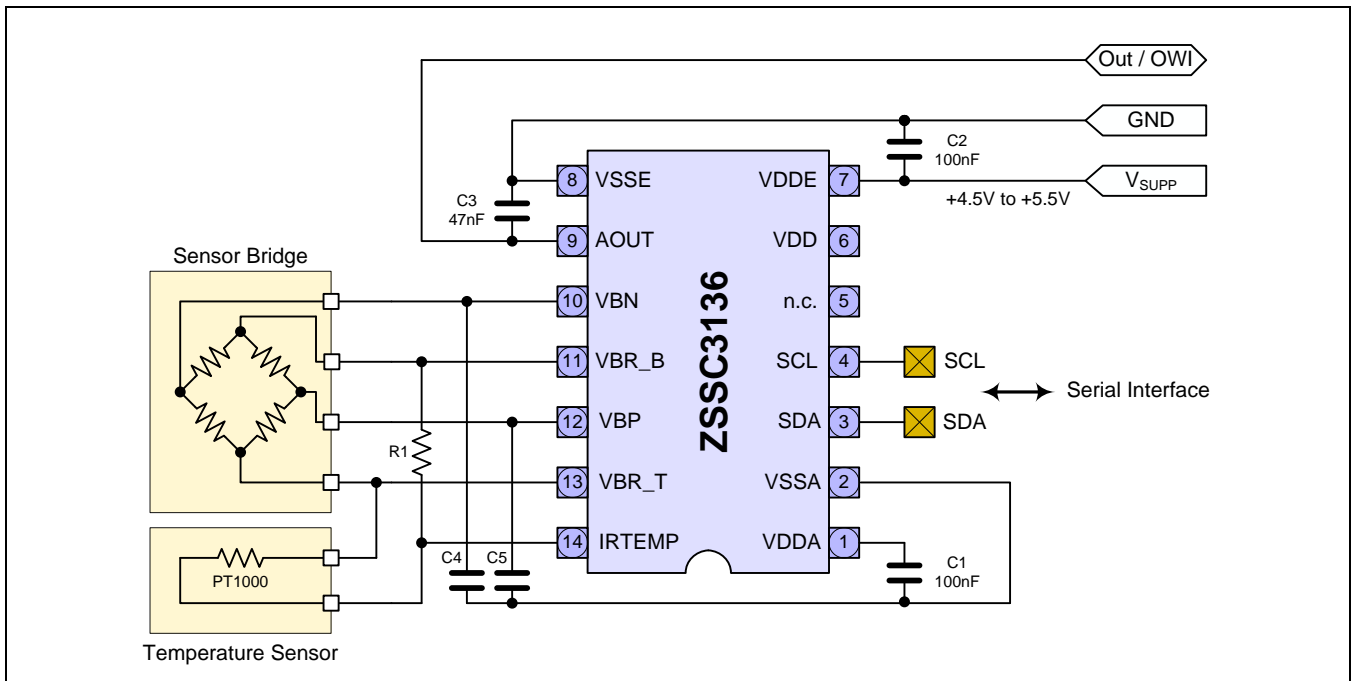 Out / OWI
GND
C2
100nF
V_SUPP
+4.5V to +5.5V
8 VSSE
VDDE 7
C3
47nF
9 AOUT
VDD 6
Sensor Bridge
10 VBN
n.c. 5
ZSSC3136
11 VBR_B
SCL 4
SCL
Serial Interface
12 VBP
SDA 3
SDA
R1
13 VBR_T
VSSA 2
14 IRTEMP
VDDA 1
C4
C5
C1
100nF
PT1000
Temperature Sensor